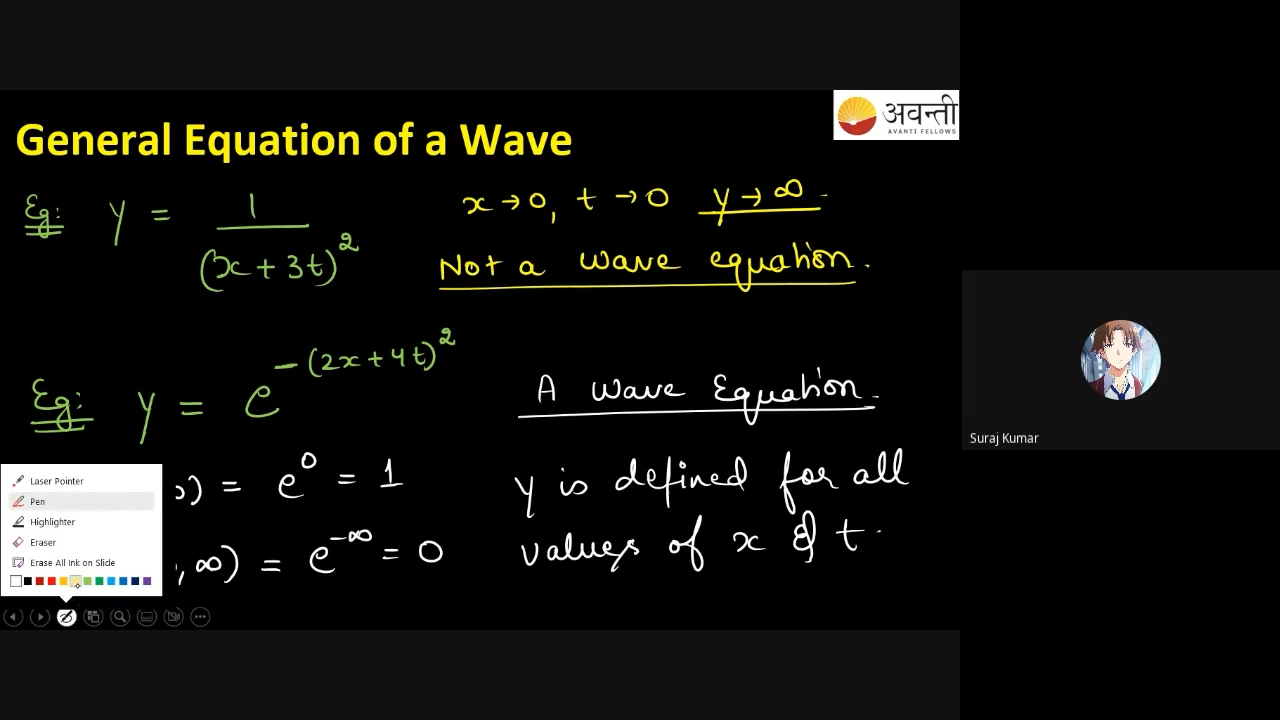 अवन्ती
AVANTI FELLOWS
General Equation of a Wave
Eg: y = 1 / (x + 3t)²
x → 0, t → 0 y → ∞.
Not a wave equation.
Eg: y = e^-(2x + 4t)²
A Wave Equation.
) = e^0 = 1
y is defined for all
, ∞) = e^-∞ = 0
values of x & t.
Laser Pointer
Pen
Highlighter
Eraser
Erase All Ink on Slide
Suraj Kumar